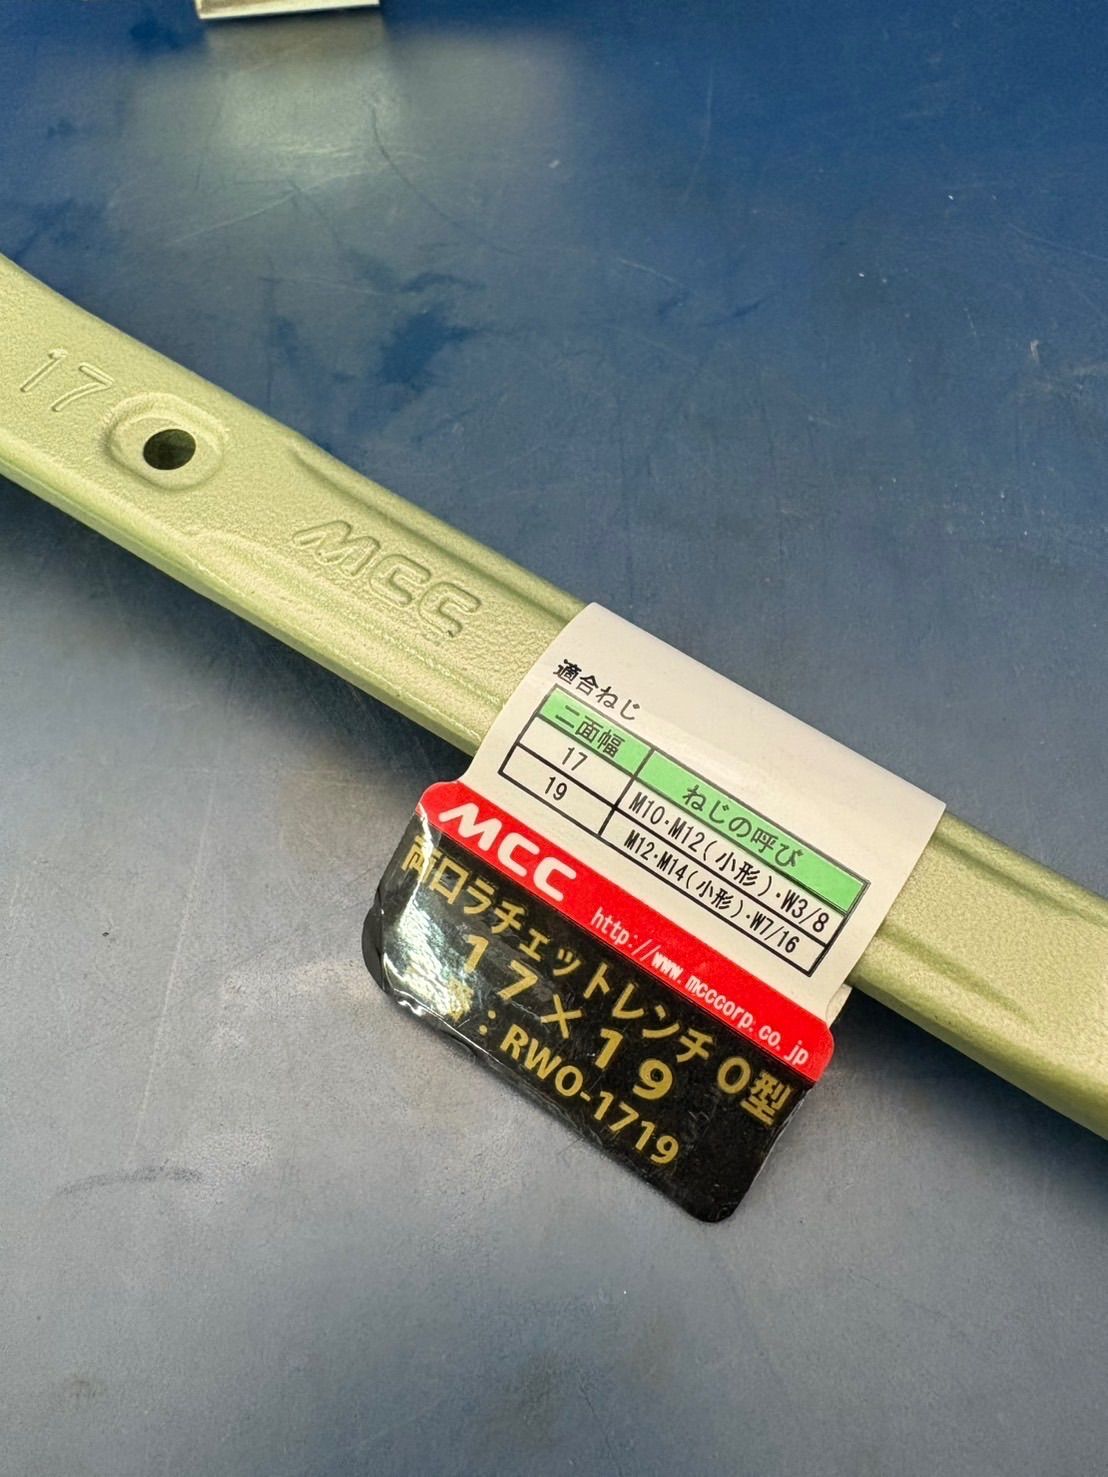 17
MCC
適合ねじ
二面幅 ねじの呼び
17 M10・M12(小形)・W3/8
19 M12・M14(小形)・W7/16
MCC http://www.mcccorp.co.jp
両口ラチェットレンチ O型
17×19
: RWO-1719